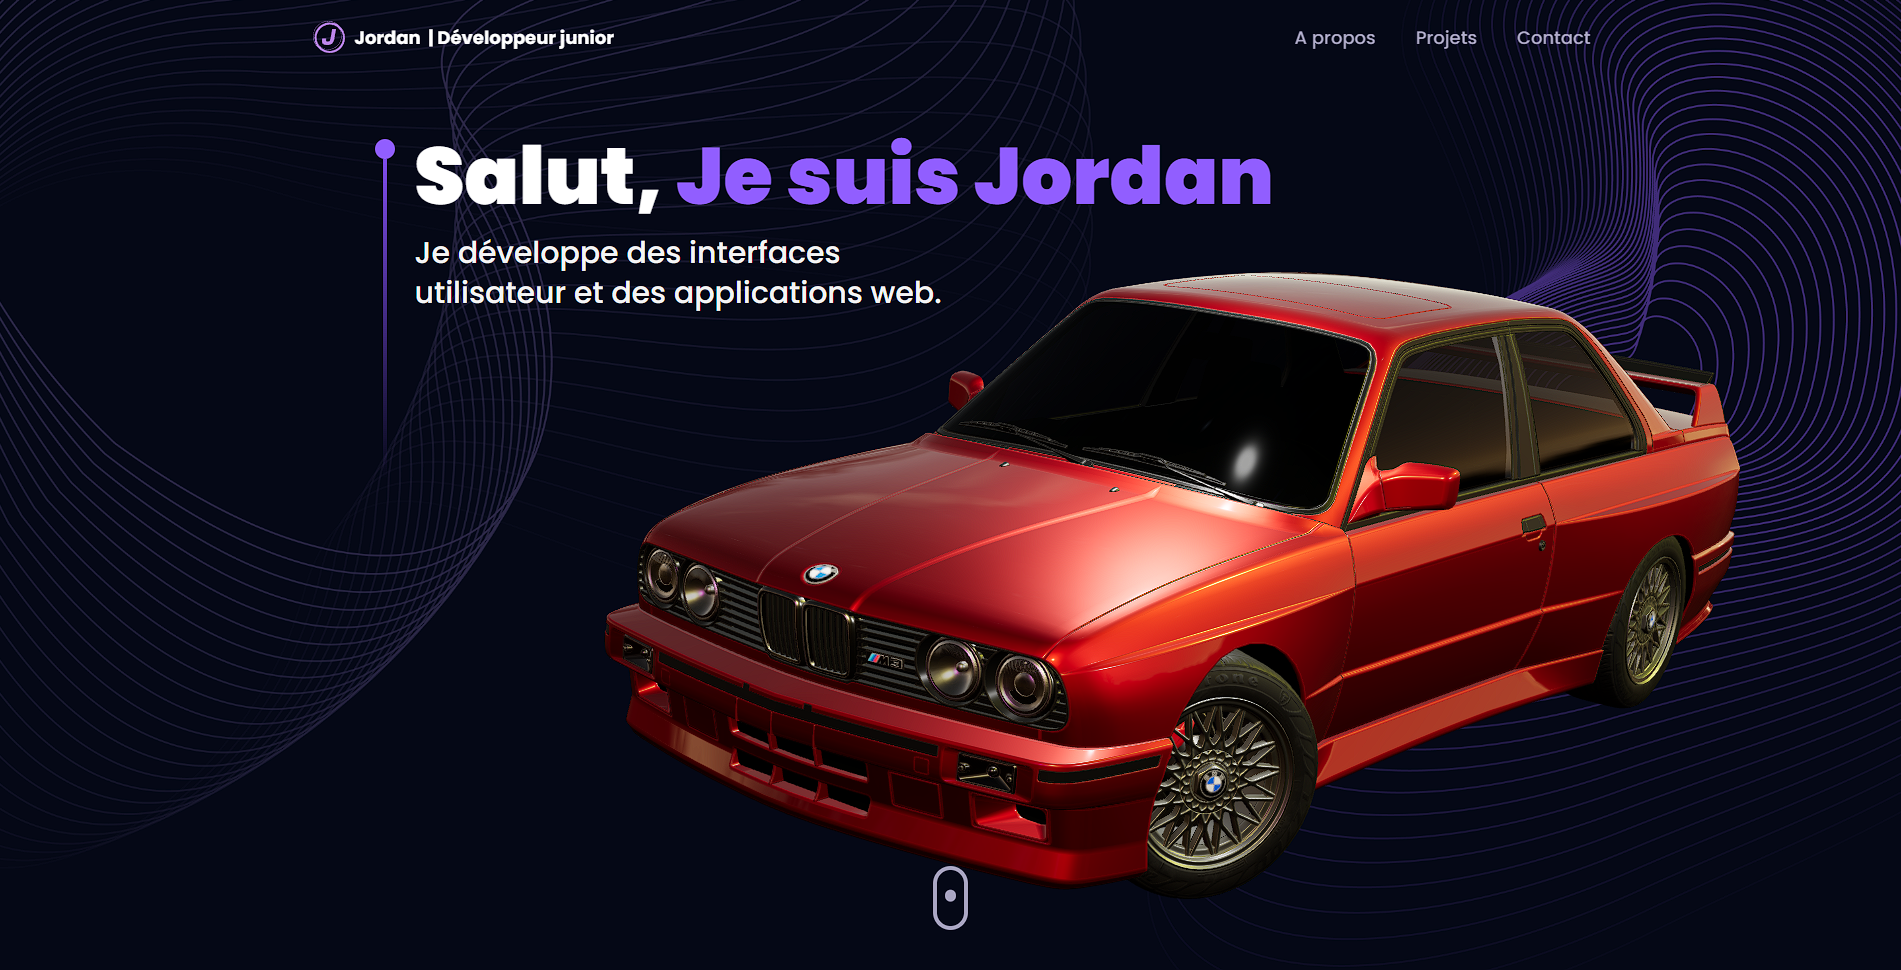 J Jordan | Développeur junior
A propos Projets Contact
Salut, Je suis Jordan
Je développe des interfaces
utilisateur et des applications web.
M3